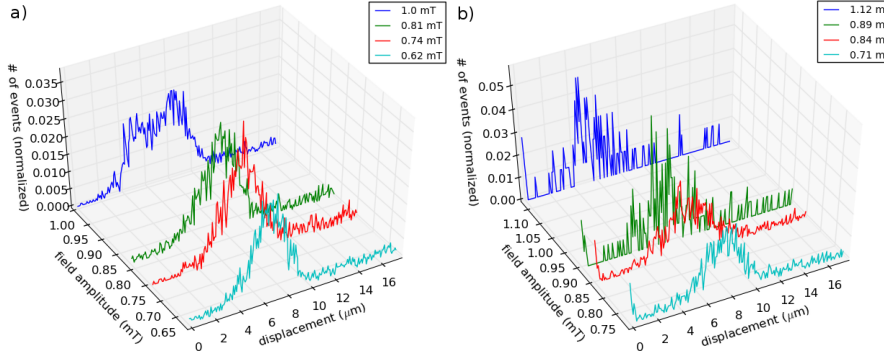 a)
1.0 mT
0.81 mT
0.74 mT
0.62 mT
# of events (normalized)
0.035
0.030
0.025
0.020
0.015
0.010
0.005
0.000
1.00
0.95
0.90
0.85
0.80
0.75
0.70
0.65
field amplitude (mT)
0 2 4 6 8 10 12 14 16
displacement (μm)
b)
1.12 m
0.89 m
0.84 m
0.71 m
# of events (normalized)
0.05
0.04
0.03
0.02
0.01
0.00
1.10
1.05
1.00
0.95
0.90
0.85
0.80
0.75
field amplitude (mT)
0 2 4 6 8 10 12 14 16
displacement (μm)